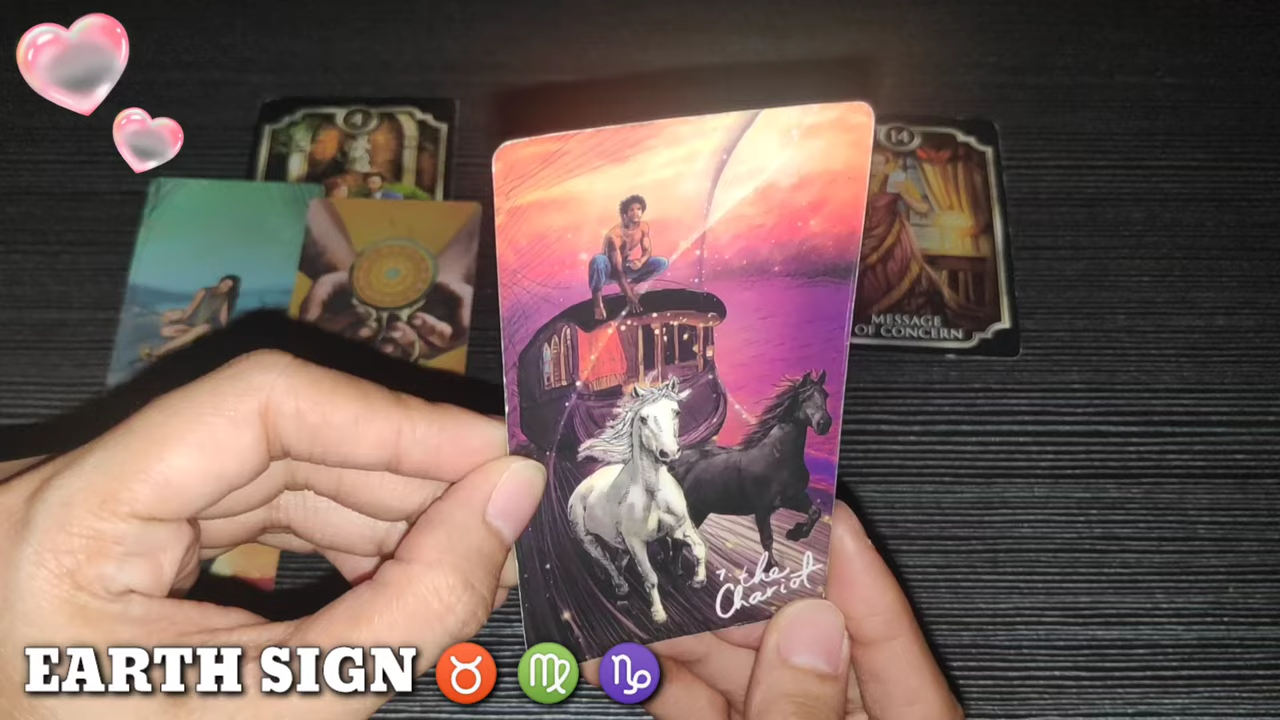 4
14
MESSAGE
OF CONCERN
7. the
Chariot
EARTH SIGN ♉ ♍ ♑